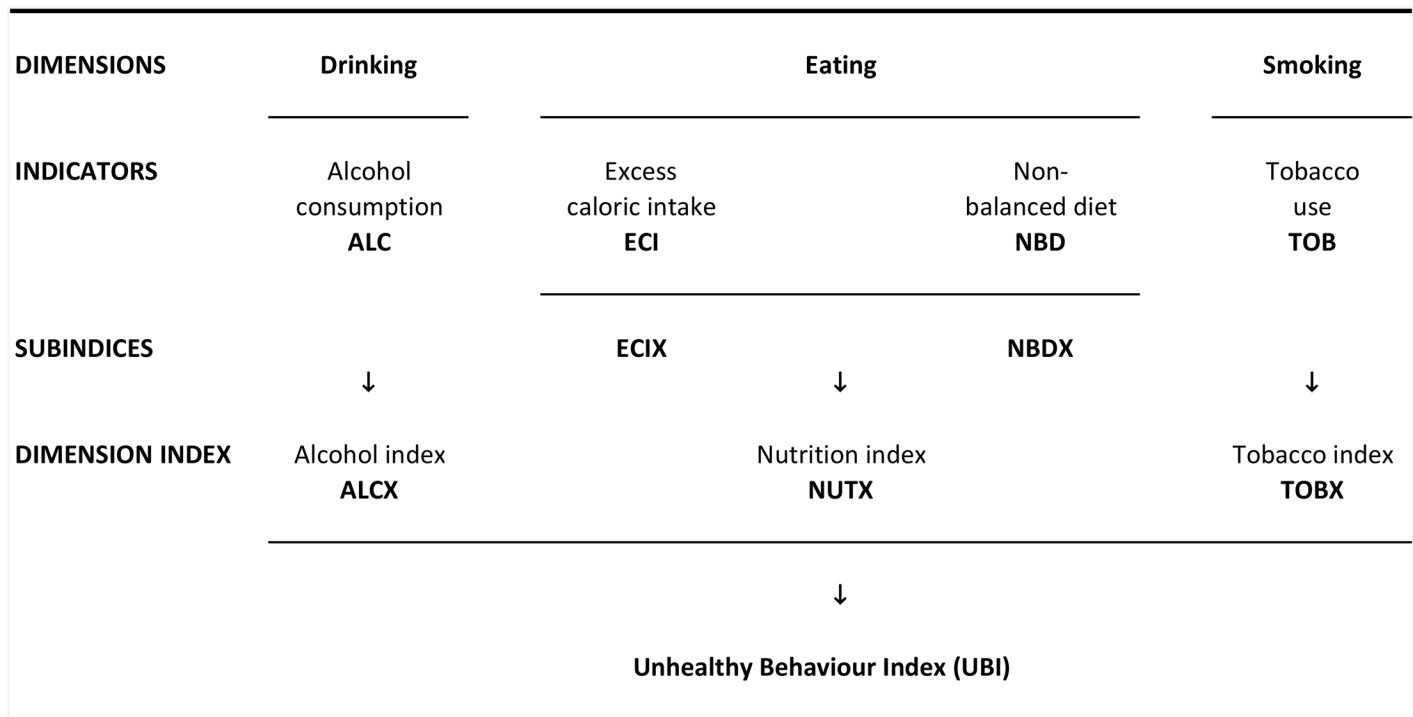 DIMENSIONS Drinking Eating Smoking
INDICATORS Alcohol Excess Non- Tobacco
consumption caloric intake balanced diet use
ALC ECI NBD TOB
SUBINDICES ECIX NBDX
↓ ↓ ↓
DIMENSION INDEX Alcohol index Nutrition index Tobacco index
ALCX NUTX TOBX
↓
Unhealthy Behaviour Index (UBI)